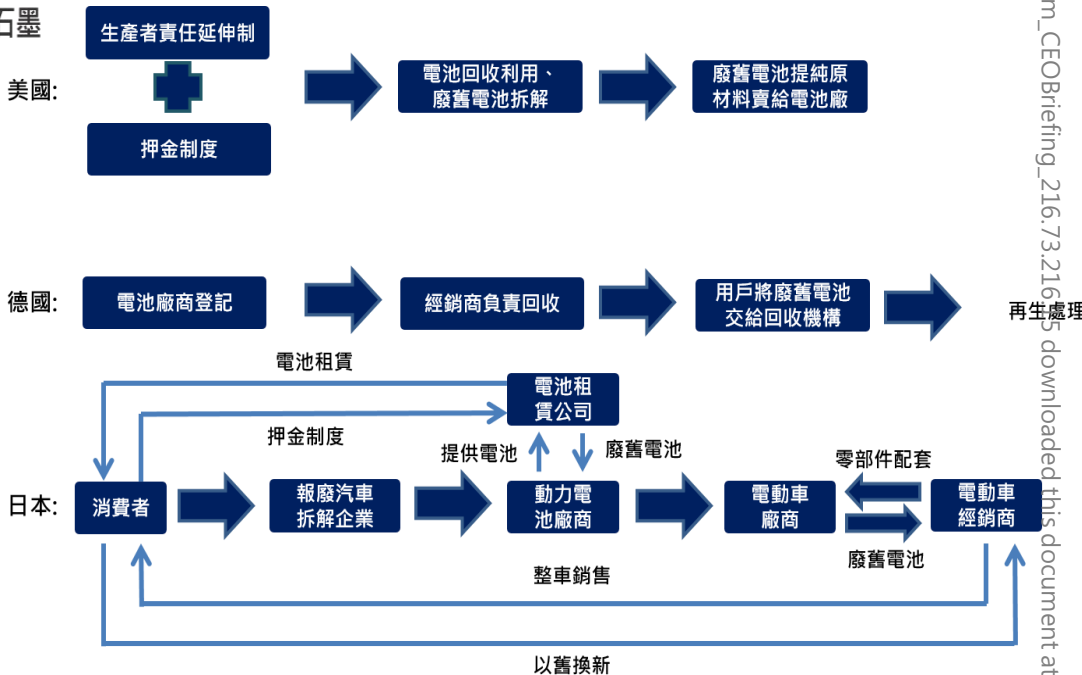 石墨
生產者責任延伸制
美國:
電池回收利用、
廢舊電池拆解
廢舊電池提純原
材料賣給電池廠
押金制度
德國:
電池廠商登記
經銷商負責回收
用戶將廢舊電池
交給回收機構
再生處理
電池租賃
電池租
賃公司
押金制度
提供電池
廢舊電池
零部件配套
日本:
消費者
報廢汽車
拆解企業
動力電
池廠商
電動車
廠商
電動車
經銷商
廢舊電池
整車銷售
以舊換新
m_CEOBriefing_216.73.216
5 downloaded this document at